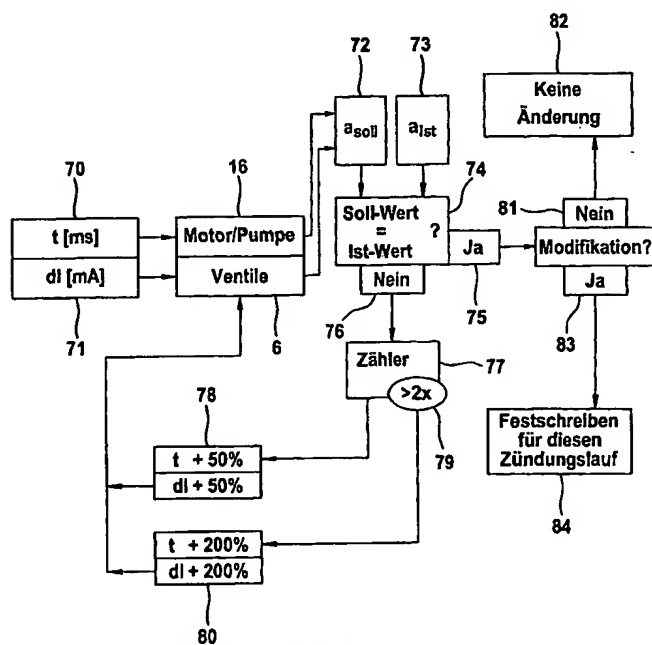 82
72
73
Keine
Änderung
a soll
a Ist
70
16
74
81
Nein
t [ms]
Motor/Pumpe
Soll-Wert
=
Ist-Wert
?
Ja
Modifikation?
dI [mA]
Ventile
Nein
75
Ja
71
6
76
83
Zähler
77
>2x
78
79
t + 50%
dI + 50%
Festschreiben
für diesen
Zündungslauf
84
t + 200%
dI + 200%
80